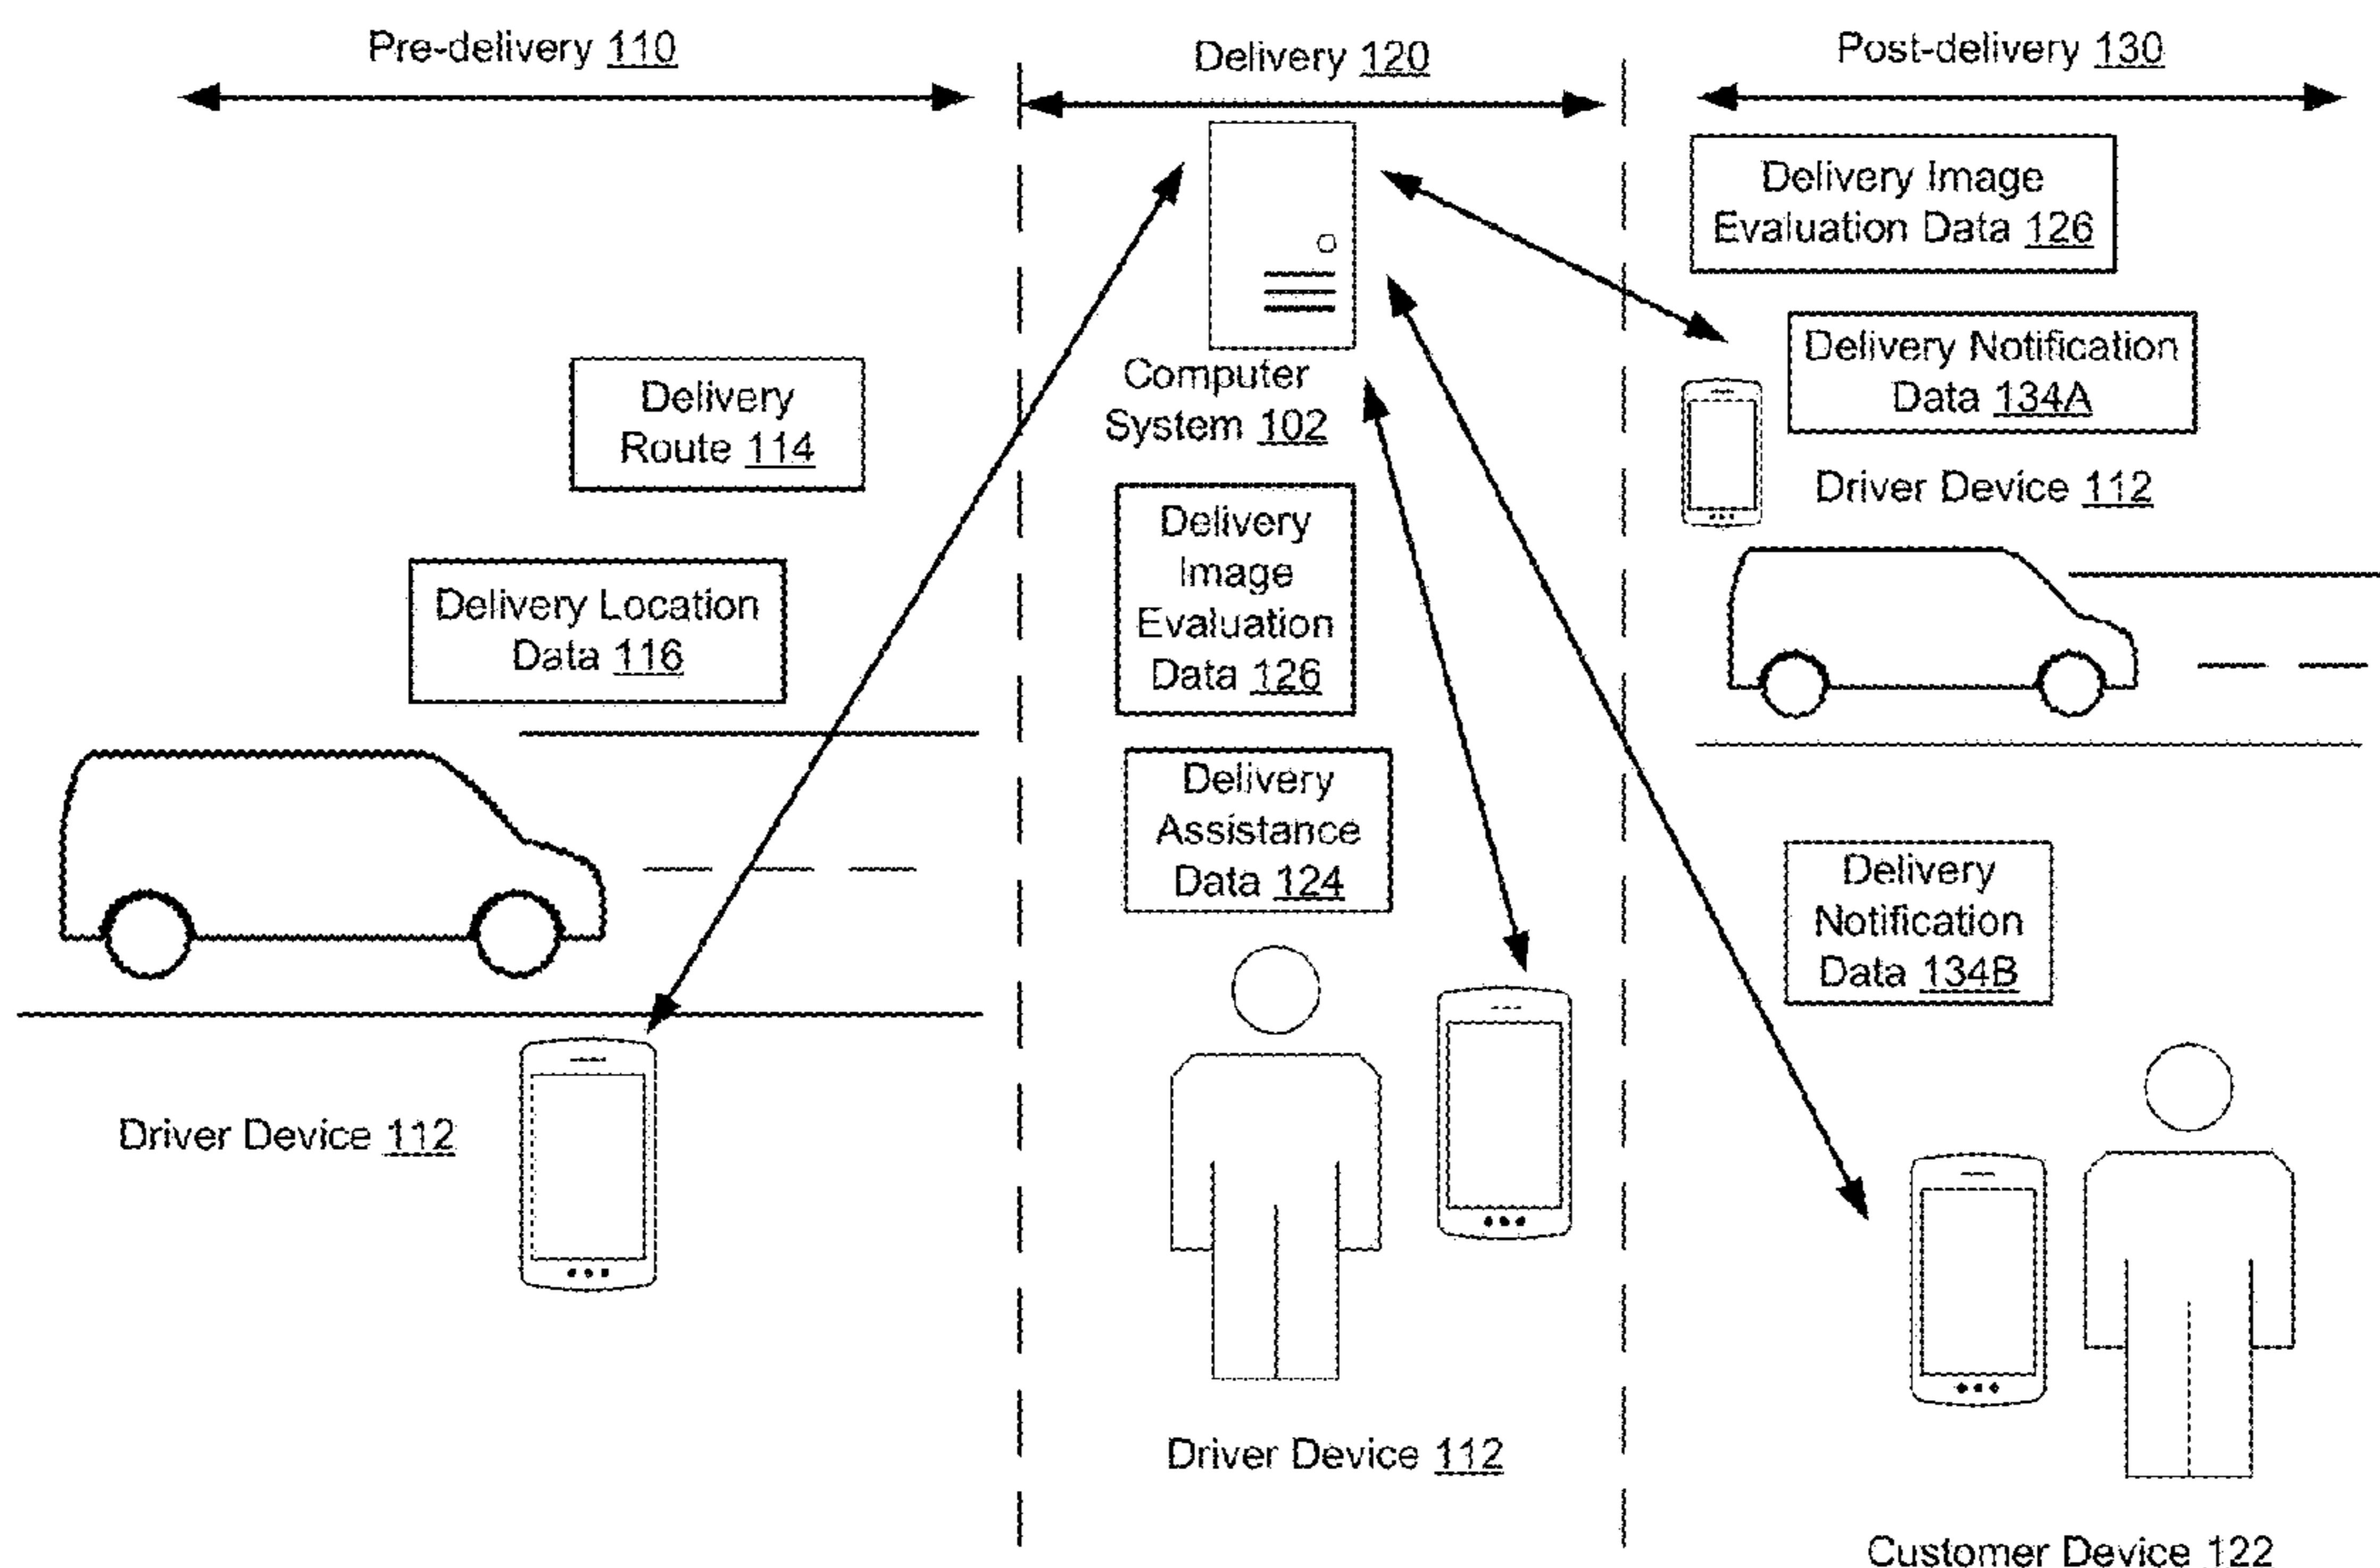 Pre-delivery 110
Delivery 120
Post-delivery 130
Delivery
Route 114
Delivery Location
Data 116
Driver Device 112
Computer
System 102
Delivery
Image
Evaluation
Data 126
Delivery
Assistance
Data 124
Driver Device 112
Delivery Image
Evaluation Data 126
Delivery Notification
Data 134A
Driver Device 112
Delivery
Notification
Data 134B
Customer Device 122